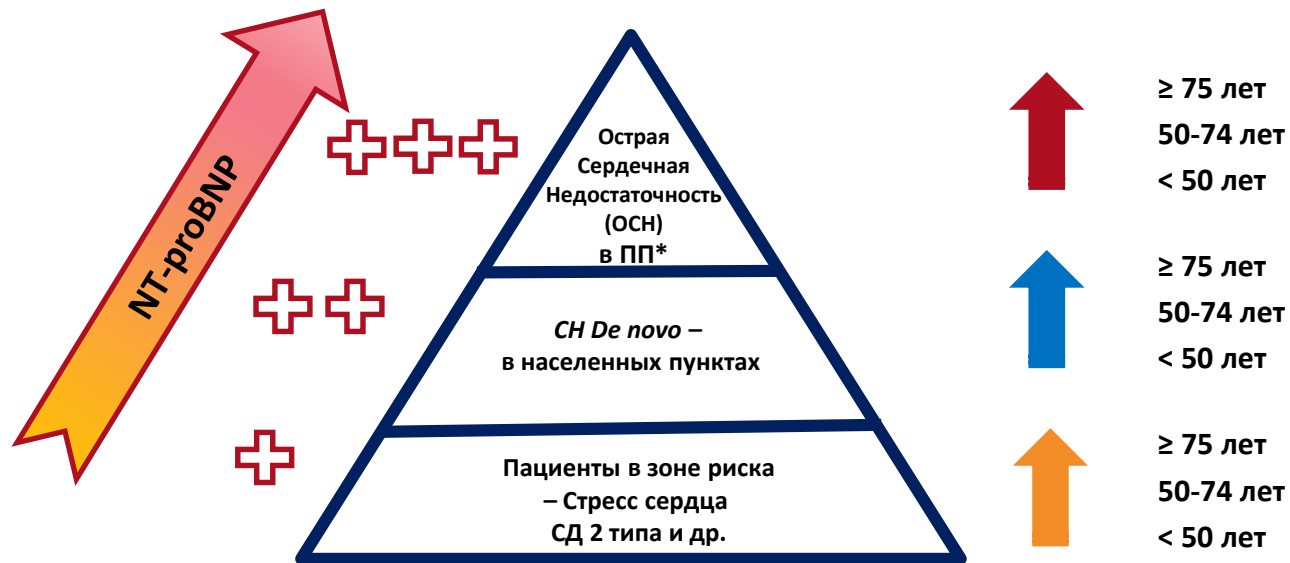 NT-proBNP
Острая
Сердечная
Недостаточность
(ОСН)
в ПП*
≥ 75 лет
50-74 лет
< 50 лет
СН De novo –
в населенных пунктах
≥ 75 лет
50-74 лет
< 50 лет
Пациенты в зоне риска
– Стресс сердца
СД 2 типа и др.
≥ 75 лет
50-74 лет
< 50 лет